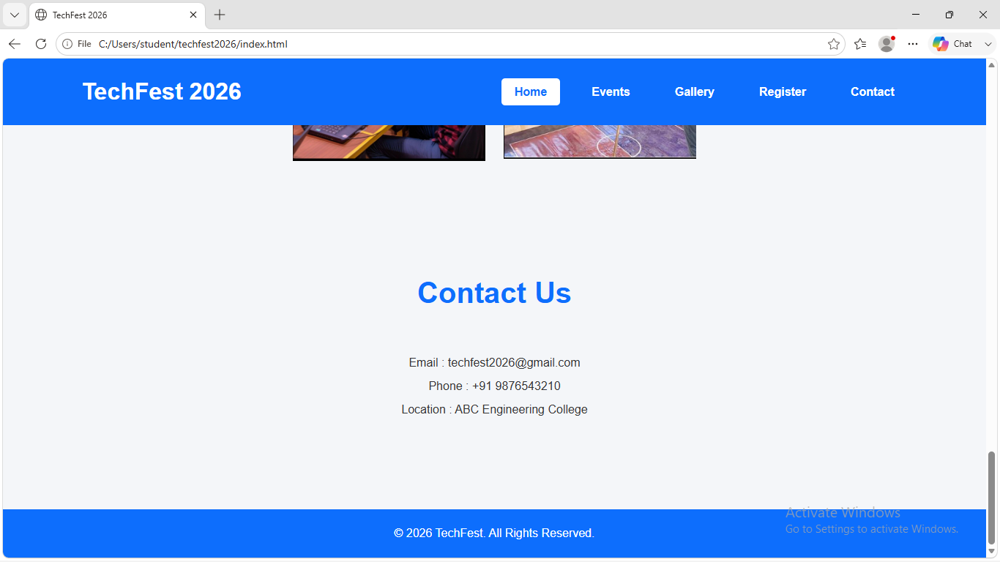 TechFest 2026
File C:/Users/student/techfest2026/index.html
Chat
TechFest 2026
Home Events Gallery Register Contact
Contact Us
Email : techfest2026@gmail.com
Phone : +91 9876543210
Location : ABC Engineering College
Activate Windows
Go to Settings to activate Windows.
© 2026 TechFest. All Rights Reserved.